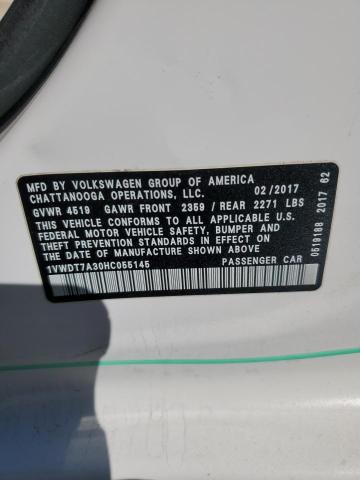 MFD BY VOLKSWAGEN GROUP OF AMERICA
CHATTANOOGA OPERATIONS, LLC. 02/2017
GVWR 4519 GAWR FRONT 2359 / REAR 2271 LBS
THIS VEHICLE CONFORMS TO ALL APPLICABLE U.S.
FEDERAL MOTOR VEHICLE SAFETY, BUMPER AND
THEFT PREVENTION STANDARDS IN EFFECT ON THE
DATE OF MANUFACTURE SHOWN ABOVE.
1VWDT7A30HC055145 PASSENGER CAR
0519188 2017 62